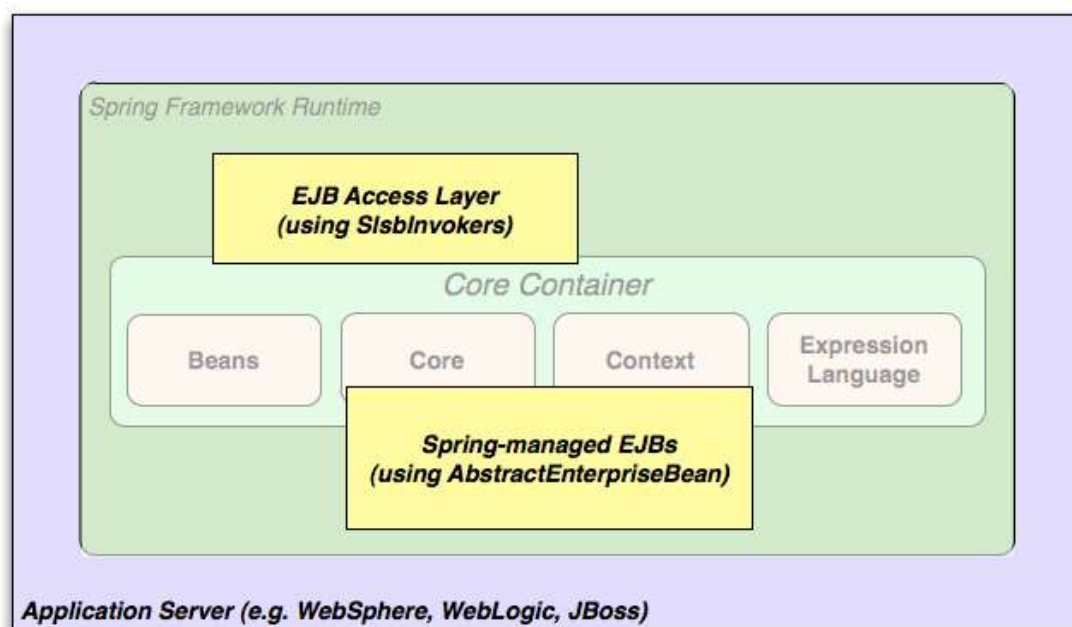 Spring Framework Runtime
EJB Access Layer
(using SlsbInvokers)
Core Container
Beans
Core
Context
Expression
Language
Spring-managed EJBs
(using AbstractEnterpriseBean)
Application Server (e.g. WebSphere, WebLogic, JBoss)